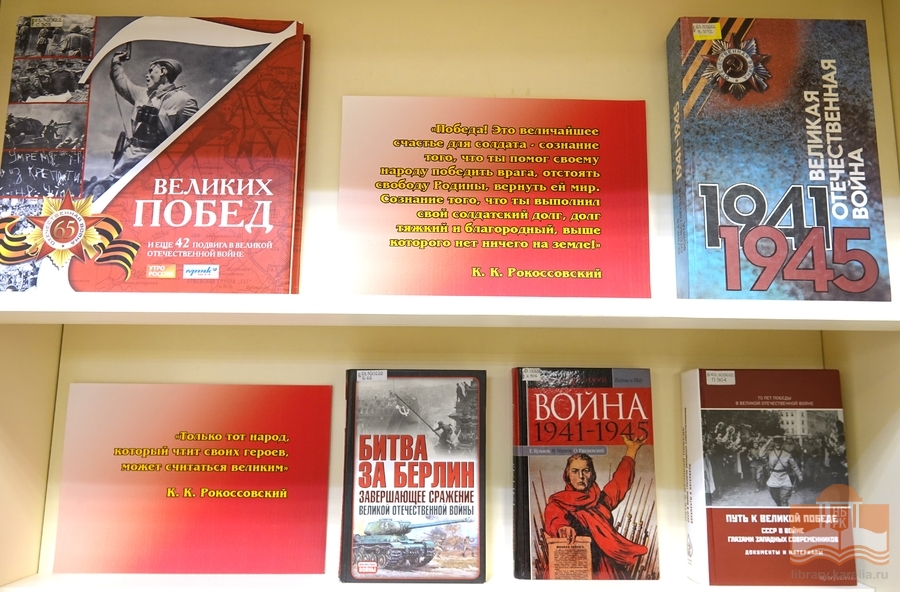 7
ВЕЛИКИХ
ПОБЕД
И ЕЩЕ 42 ПОДВИГА В ВЕЛИКОЙ
ОТЕЧЕСТВЕННОЙ ВОЙНЕ
65
УТРО
РОССИИ
«Победа! Это величайшее
счастье для солдата - сознание
того, что ты помог своему
народу победить врага, отстоять
свободу Родины, вернуть ей мир.
Сознание того, что ты выполнил
свой солдатский долг, долг
тяжкий и благородный, выше
которого нет ничего на земле!»
К. К. Рокоссовский
1941-1945
ВЕЛИКАЯ
ОТЕЧЕСТВЕННАЯ
ВОЙНА
1941
1945
«Только тот народ,
который чтит своих героев,
может считаться великим»
К. К. Рокоссовский
БИТВА
ЗА БЕРЛИН
ЗАВЕРШАЮЩЕЕ СРАЖЕНИЕ
ВЕЛИКОЙ ОТЕЧЕСТВЕННОЙ ВОЙНЫ
ВОЙНА
1941-1945
70 ЛЕТ ПОБЕДЫ
В ВЕЛИКОЙ ОТЕЧЕСТВЕННОЙ ВОЙНЕ
ПУТЬ К ВЕЛИКОЙ ПОБЕДЕ
СССР В ВОЙНЕ
ГЛАЗАМИ ЗАПАДНЫХ СОВРЕМЕННИКОВ
ДОКУМЕНТЫ И МАТЕРИАЛЫ
library.karelia.ru